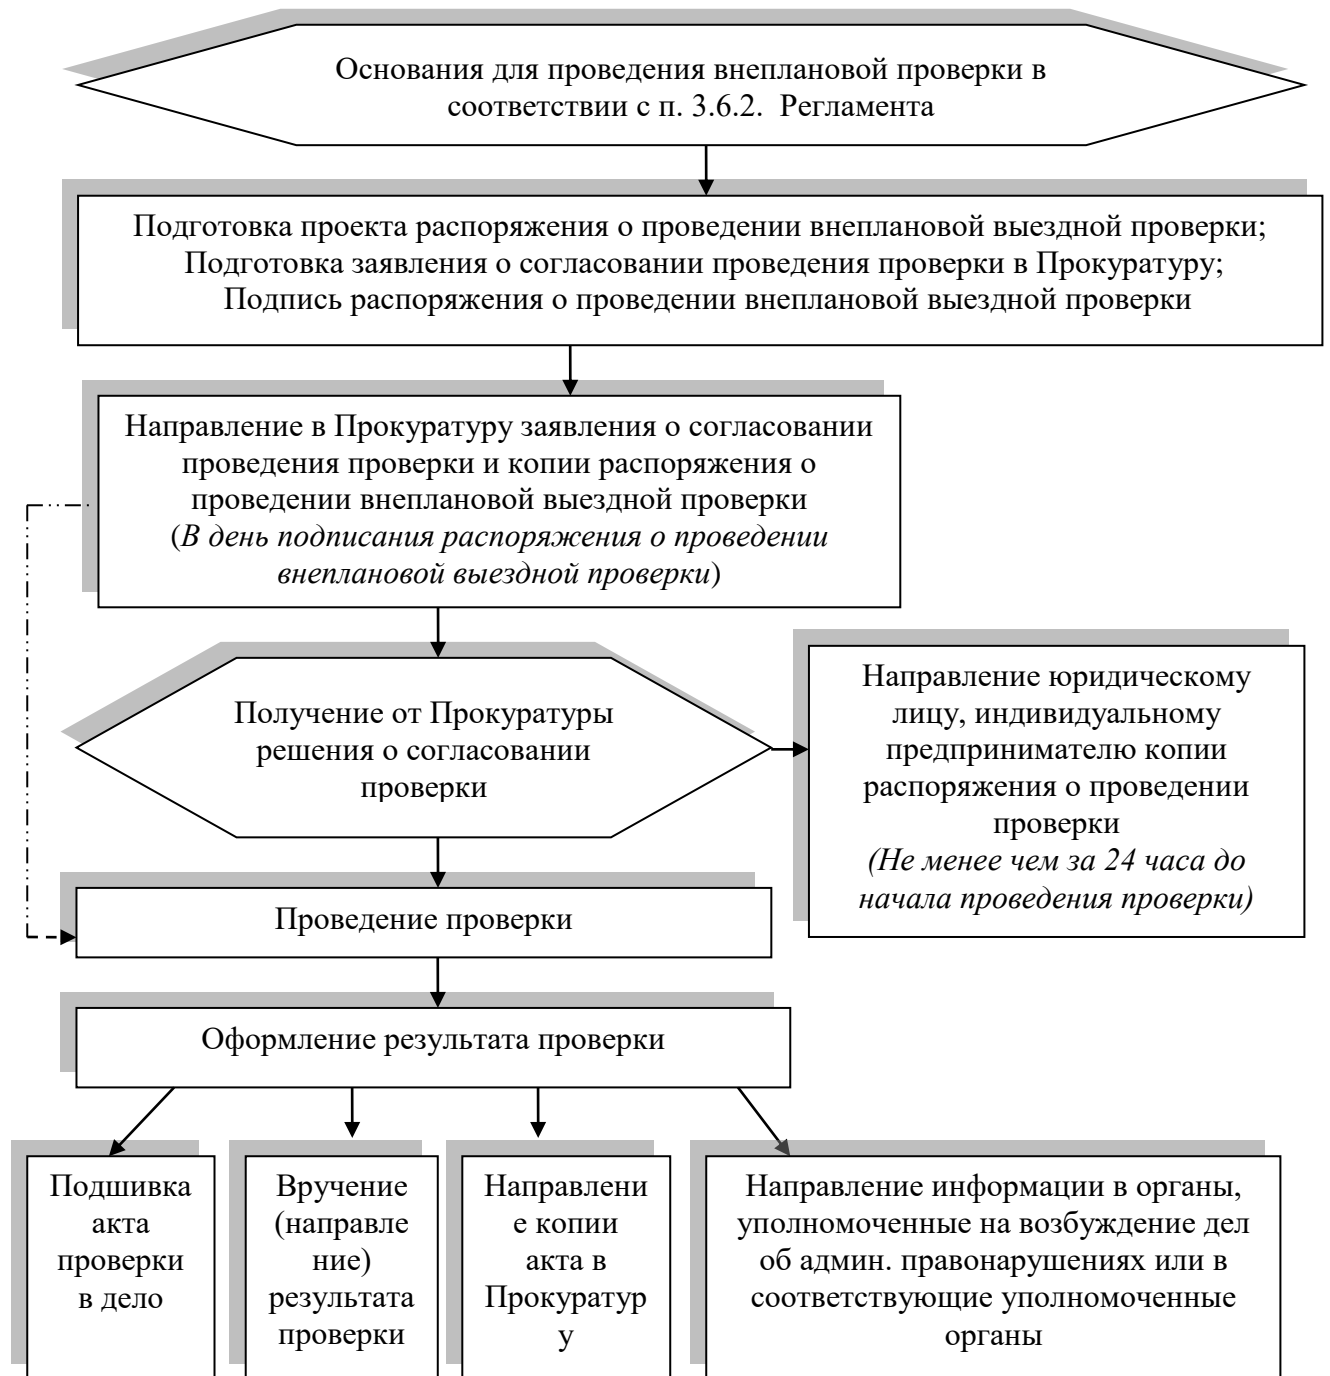 Основания для проведения внеплановой проверки в
соответствии с п. 3.6.2. Регламента
Подготовка проекта распоряжения о проведении внеплановой выездной проверки;
Подготовка заявления о согласовании проведения проверки в Прокуратуру;
Подпись распоряжения о проведении внеплановой выездной проверки
Направление в Прокуратуру заявления о согласовании
проведения проверки и копии распоряжения о
проведении внеплановой выездной проверки
(В день подписания распоряжения о проведении
внеплановой выездной проверки)
Получение от Прокуратуры
решения о согласовании
проверки
Направление юридическому
лицу, индивидуальному
предпринимателю копии
распоряжения о проведении
проверки
(Не менее чем за 24 часа до
начала проведения проверки)
Проведение проверки
Оформление результата проверки
Подшивка
акта
проверки
в дело
Вручение
(направле
ние)
результата
проверки
Направлени
е копии
акта в
Прокуратур
у
Направление информации в органы,
уполномоченные на возбуждение дел
об админ. правонарушениях или в
соответствующие уполномоченные
органы